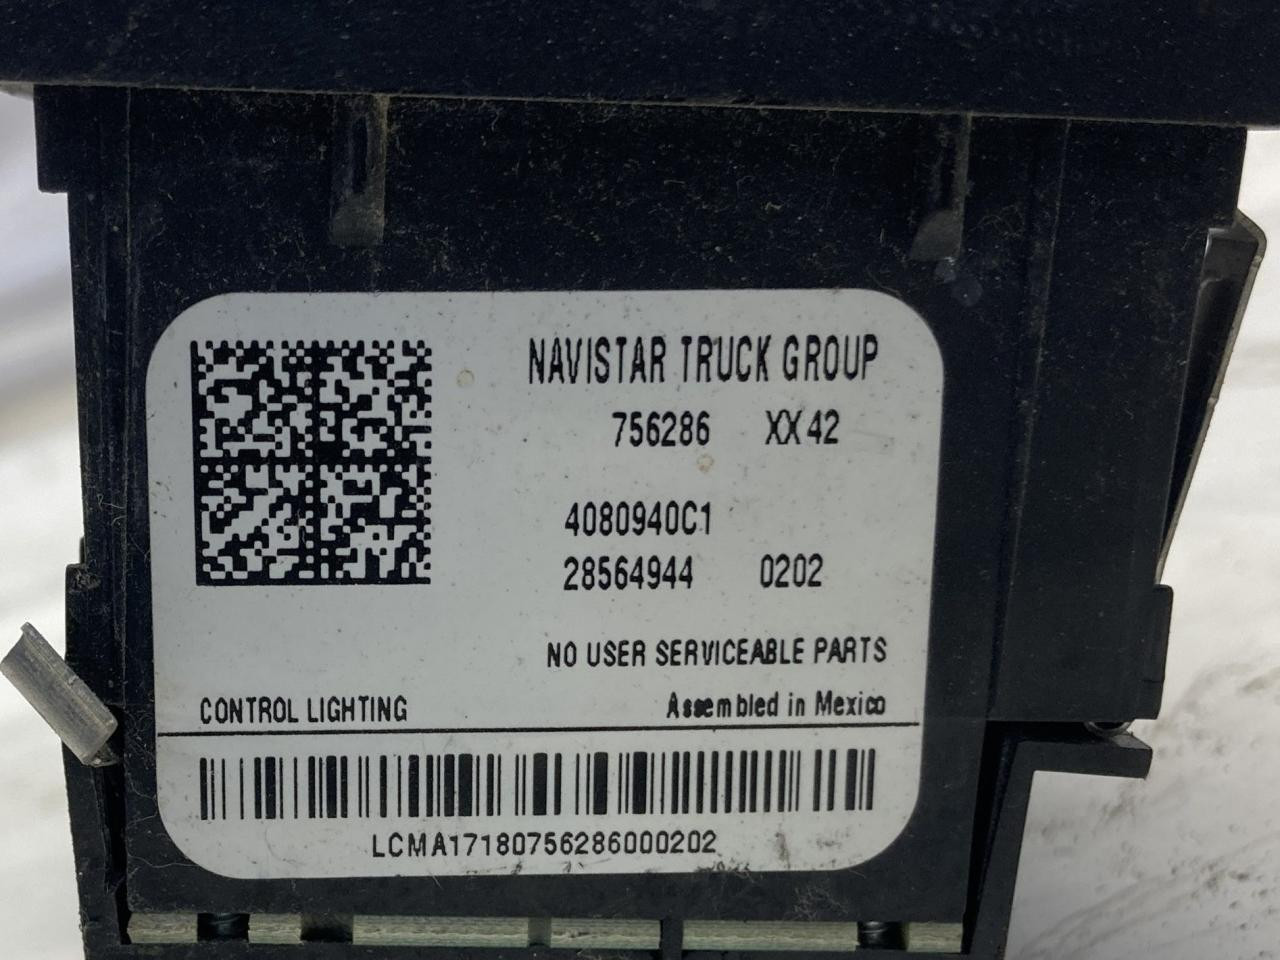 NAVISTAR TRUCK GROUP
756286 XX42
4080940C1
28564944 0202
NO USER SERVICEABLE PARTS
CONTROL LIGHTING Assembled in Mexico
LCMA17180756286000202